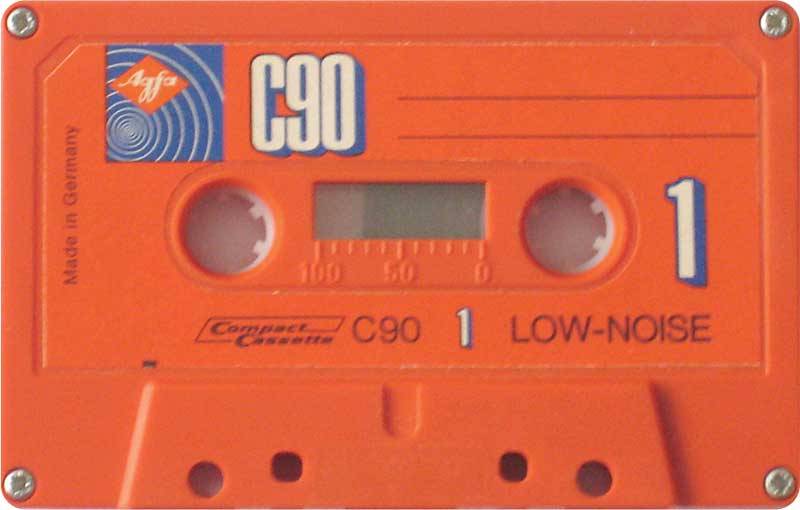 Agfa
C90
Made in Germany
1
100 50 0
Compact
Cassette
C90 1 LOW-NOISE